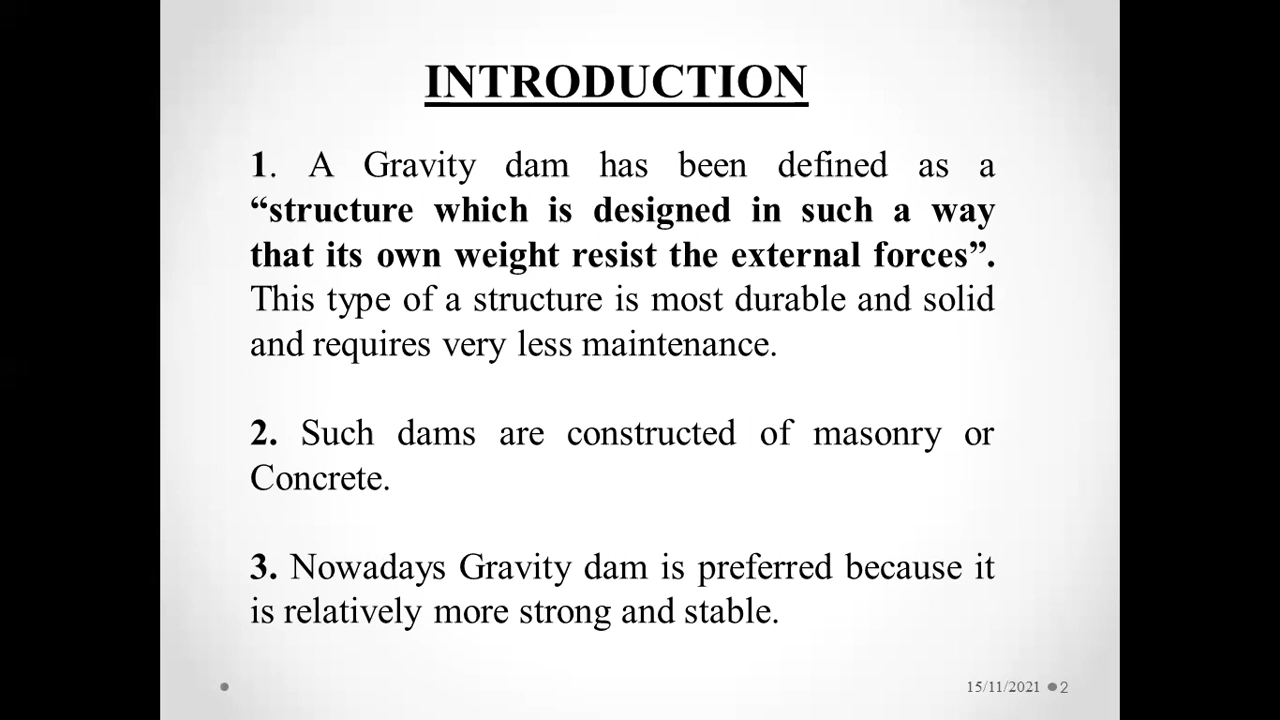 INTRODUCTION
1. A Gravity dam has been defined as a
“structure which is designed in such a way
that its own weight resist the external forces”.
This type of a structure is most durable and solid
and requires very less maintenance.
2. Such dams are constructed of masonry or
Concrete.
3. Nowadays Gravity dam is preferred because it
is relatively more strong and stable.
15/11/2021 2